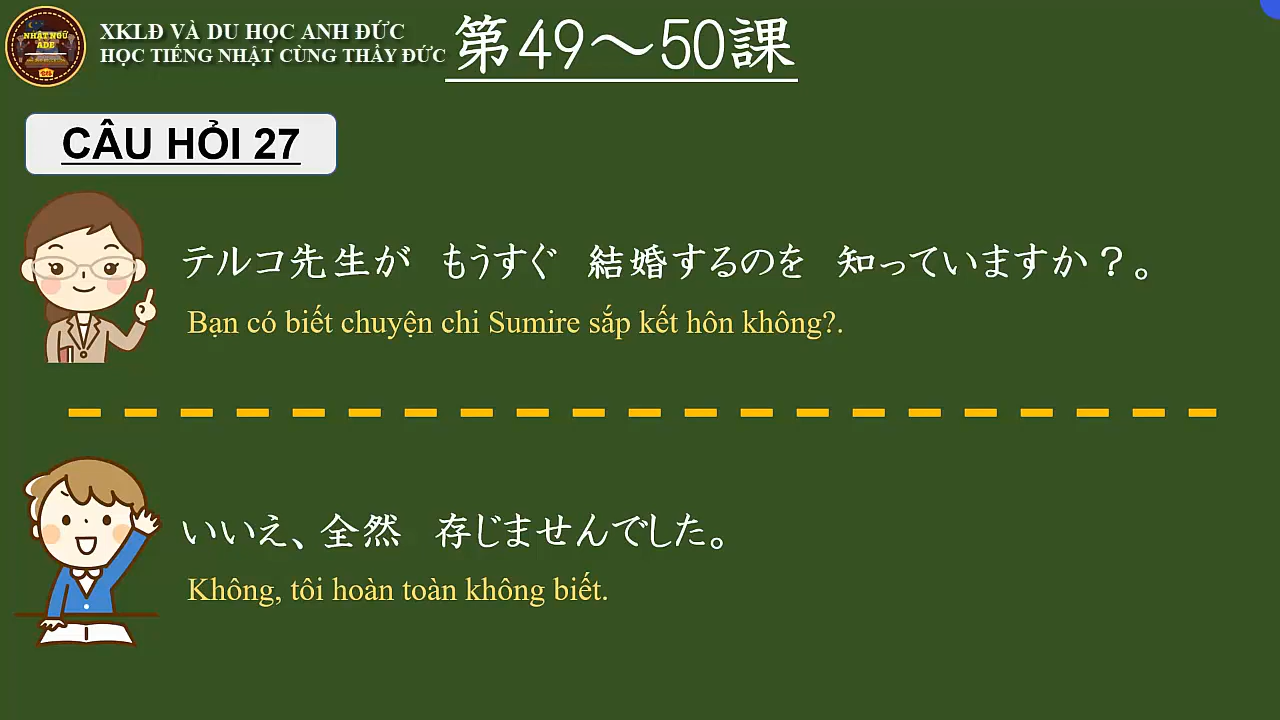 NHẬT NGỮ
ADE
XKLĐ VÀ DU HỌC ANH ĐỨC
HỌC TIẾNG NHẬT CÙNG THẦY ĐỨC
第49～50課
CÂU HỎI 27
テルコ先生が もうすぐ 結婚するのを 知っていますか？。
Bạn có biết chuyện chi Sumire sắp kết hôn không?.
いいえ、全然 存じませんでした。
Không, tôi hoàn toàn không biết.